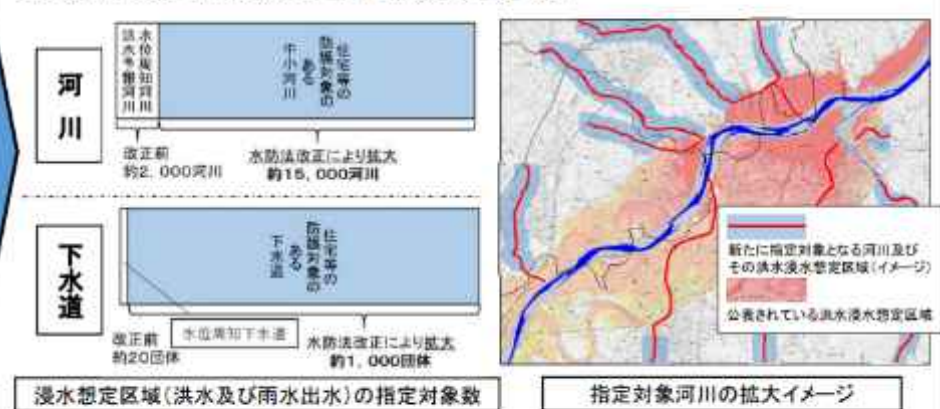 河川
洪水予報河川
水位周知河川
住宅等の
防護対象の
ある
中小河川
改正前
約2,000河川
水防法改正により拡大
約15,000河川
下水道
住宅等の
防護対象の
ある
下水道
水位周知下水道
改正前
約20団体
水防法改正により拡大
約1,000団体
浸水想定区域(洪水及び雨水出水)の指定対象数
新たに指定対象となる河川及び
その洪水浸水想定区域(イメージ)
公表されている洪水浸水想定区域
指定対象河川の拡大イメージ